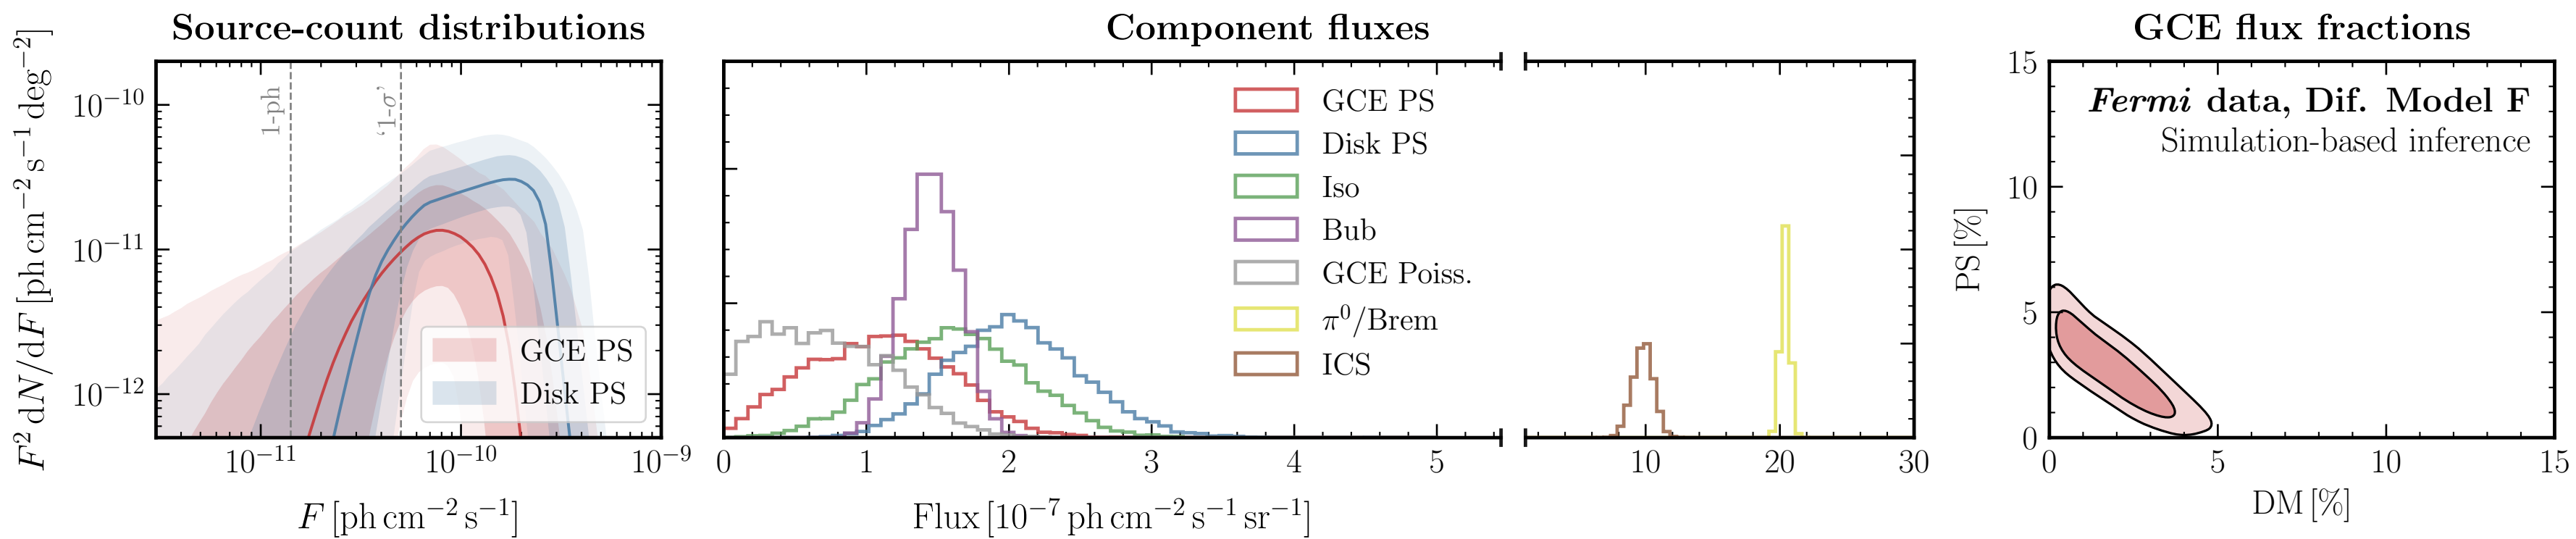 Source-count distributions
F² dN/dF [ph cm⁻² s⁻¹ deg⁻²]
10⁻¹⁰
10⁻¹¹
10⁻¹²
1-ph
‘1-σ’
GCE PS
Disk PS
10⁻¹¹ 10⁻¹⁰ 10⁻⁹
F [ph cm⁻² s⁻¹]
Component fluxes
GCE PS
Disk PS
Iso
Bub
GCE Poiss.
π⁰/Brem
ICS
0 1 2 3 4 5 10 20 30
Flux [10⁻⁷ ph cm⁻² s⁻¹ sr⁻¹]
GCE flux fractions
PS [%]
15
10
5
0
Fermi data, Dif. Model F
Simulation-based inference
0 5 10 15
DM [%]